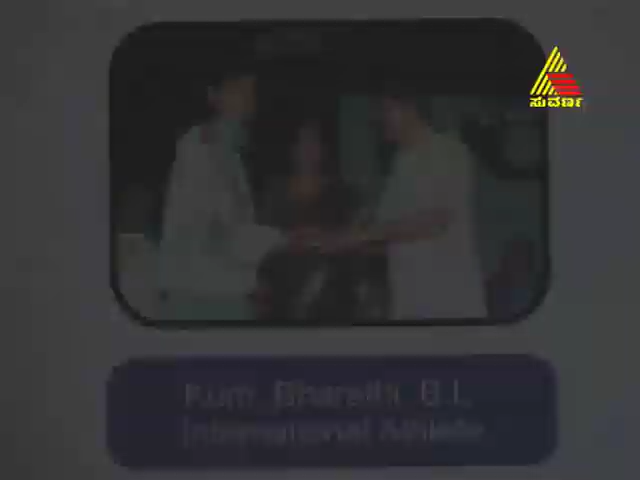 ಸುವರ್ಣ
Kum. Bharathi. B.I.
International Athlete